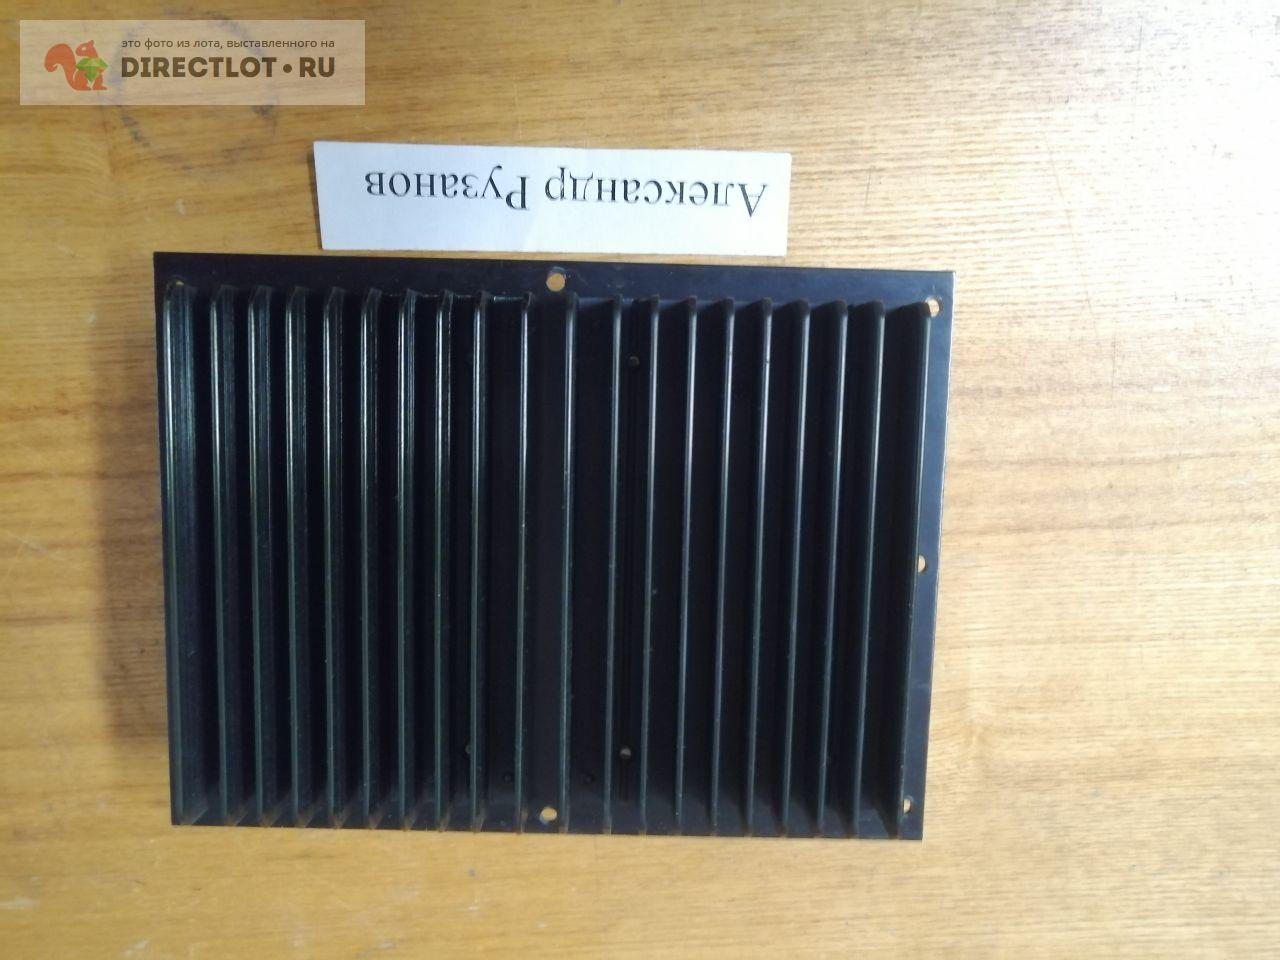 это фото из лота, выставленного на
DIRECTLOT.RU
Александр Рузанов